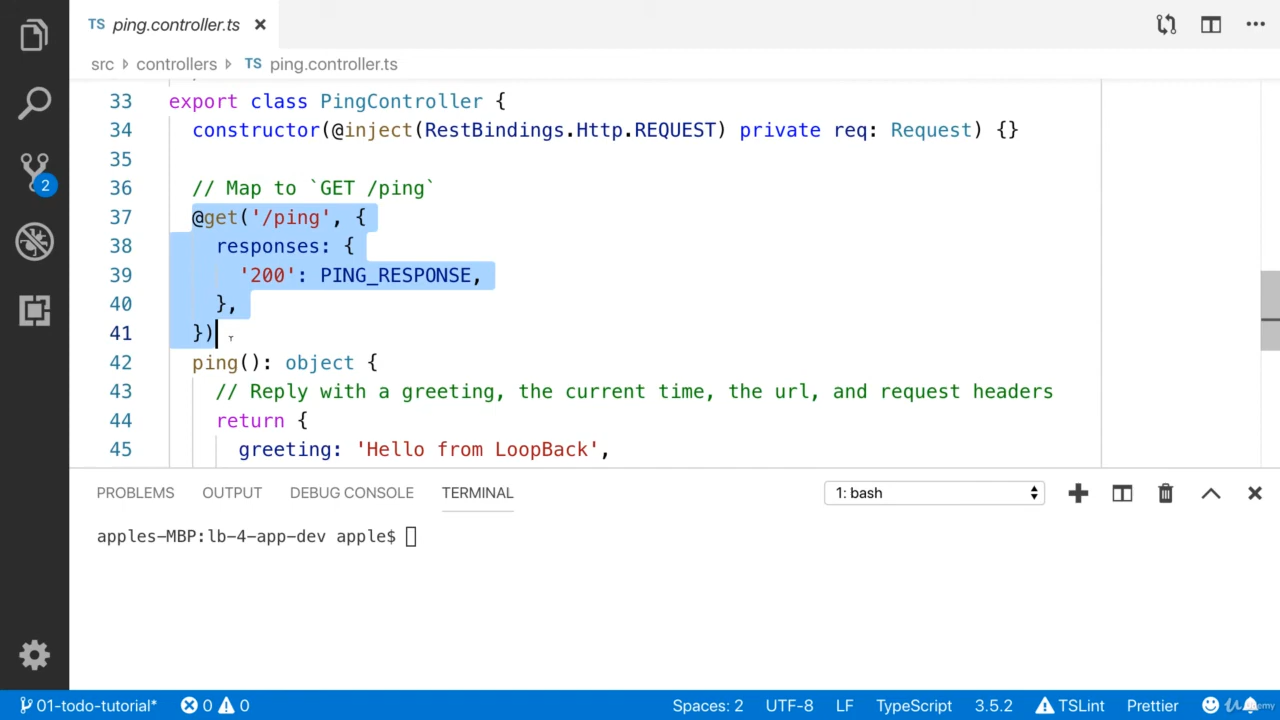 TS ping.controller.ts ×
src controllers TS ping.controller.ts
33 export class PingController {
34 constructor(@inject(RestBindings.Http.REQUEST) private req: Request) {}
35
36 // Map to `GET /ping`
37 @get('/ping', {
38 responses: {
39 '200': PING_RESPONSE,
40 },
41 })
42 ping(): object {
43 // Reply with a greeting, the current time, the url, and request headers
44 return {
45 greeting: 'Hello from LoopBack',
2
PROBLEMS OUTPUT DEBUG CONSOLE TERMINAL 1: bash
apples-MBP:lb-4-app-dev apple$
01-todo-tutorial* 0 0 Spaces: 2 UTF-8 LF TypeScript 3.5.2 TSLint Prettier